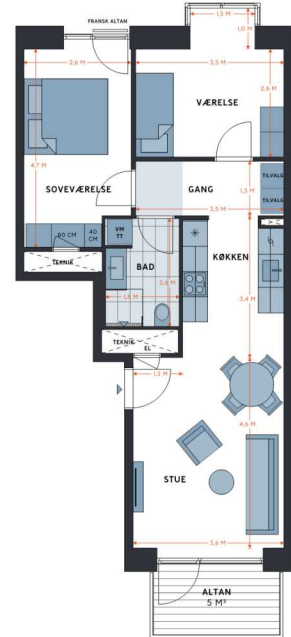 FRANSK ALTAN
1,5 M
1,0 M
2,6 M
3,5 M
VÆRELSE
2,6 M
4,7 M
SOVEVÆRELSE
GANG
1,3 M
TILVALG
TILVALG
3,5 M
60 CM
40 CM
VM
TT
TEKNIK
BAD
KØKKEN
2,6 M
1,8 M
3,4 M
TEKNIK
EL
1,2 M
STUE
4,6 M
3,6 M
ALTAN
5 M²